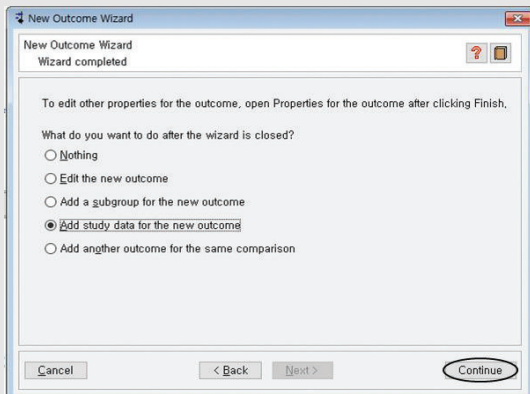 New Outcome Wizard
New Outcome Wizard
Wizard completed
?
To edit other properties for the outcome, open Properties for the outcome after clicking Finish,
What do you want to do after the wizard is closed?
Nothing
Edit the new outcome
Add a subgroup for the new outcome
Add study data for the new outcome
Add another outcome for the same comparison
Cancel
< Back
Next >
Continue